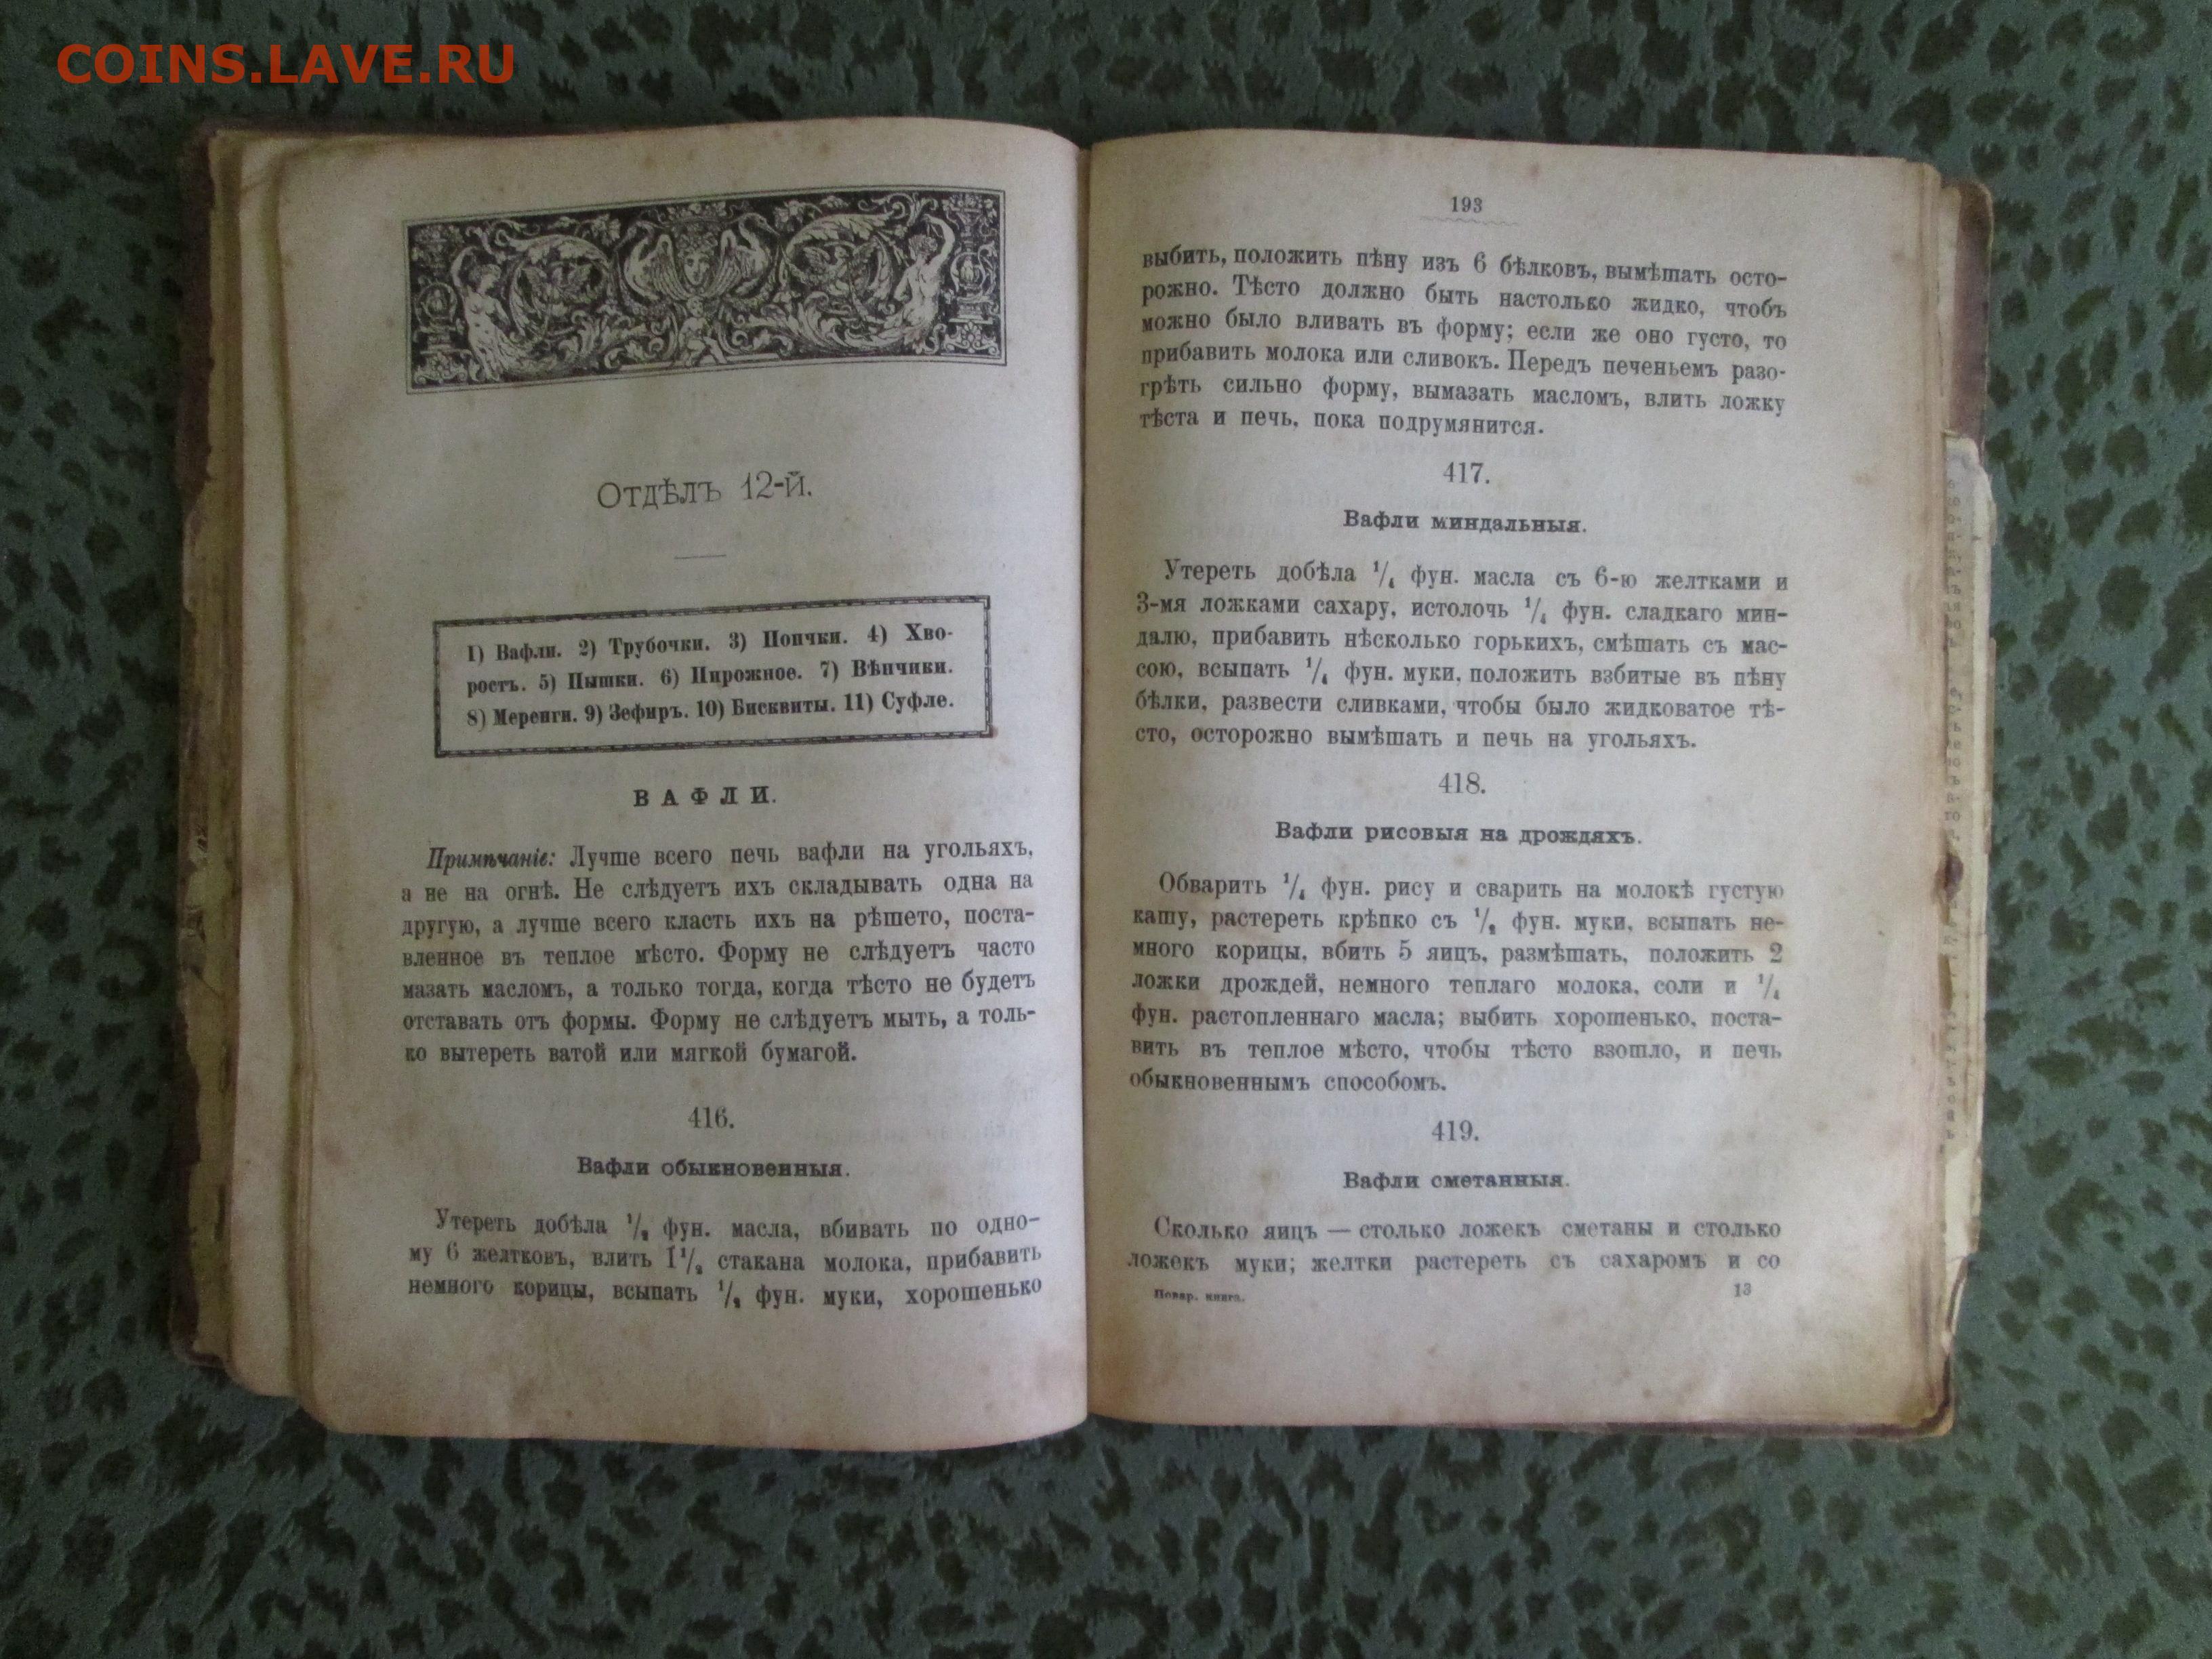 COINS.LAVE.RU
Отдѣлъ 12-й.
1) Вафли. 2) Трубочки. 3) Пончки. 4) Хво-
ростъ. 5) Пышки. 6) Пирожное. 7) Вѣнчики.
8) Меренги. 9) Зефиръ. 10) Бисквиты. 11) Суфле.
ВАФЛИ.
Примѣчаніе: Лучше всего печь вафли на угольяхъ,
а не на огнѣ. Не слѣдуетъ ихъ складывать одна на
другую, а лучше всего класть ихъ на рѣшето, поста-
вленное въ теплое мѣсто. Форму не слѣдуетъ часто
мазать масломъ, а только тогда, когда тѣсто не будетъ
отставать отъ формы. Форму не слѣдуетъ мыть, а толь-
ко вытереть ватой или мягкой бумагой.
416.
Вафли обыкновенныя.
Утереть добѣла 1/2 фун. масла, вбивать по одно-
му 6 желтковъ, влить 1 1/2 стакана молока, прибавить
немного корицы, всыпать 1/2 фун. муки, хорошенько
193
выбить, положить пѣну изъ 6 бѣлковъ, вымѣшать осто-
рожно. Тѣсто должно быть настолько жидко, чтобъ
можно было вливать въ форму; если же оно густо, то
прибавить молока или сливокъ. Передъ печеньемъ разо-
грѣть сильно форму, вымазать масломъ, влить ложку
тѣста и печь, пока подрумянится.
417.
Вафли миндальныя.
Утереть добѣла 1/4 фун. масла съ 6-ю желтками и
3-мя ложками сахару, истолочь 1/4 фун. сладкаго мин-
далю, прибавить нѣсколько горькихъ, смѣшать съ мас-
сою, всыпать 1/4 фун. муки, положить взбитые въ пѣну
бѣлки, развести сливками, чтобы было жидковатое тѣ-
сто, осторожно вымѣшать и печь на угольяхъ.
418.
Вафли рисовыя на дрождяхъ.
Обварить 1/4 фун. рису и сварить на молокѣ густую
кашу, растереть крѣпко съ 1/2 фун. муки, всыпать не-
много корицы, вбить 5 яицъ, размѣшать, положить 2
ложки дрождей, немного теплаго молока, соли и 1/4
фун. растопленнаго масла; выбить хорошенько, поста-
вить въ теплое мѣсто, чтобы тѣсто взошло, и печь
обыкновеннымъ способомъ.
419.
Вафли сметанныя.
Сколько яицъ — столько ложекъ сметаны и столько
ложекъ муки; желтки растереть съ сахаромъ и со
Повар. книга.
13